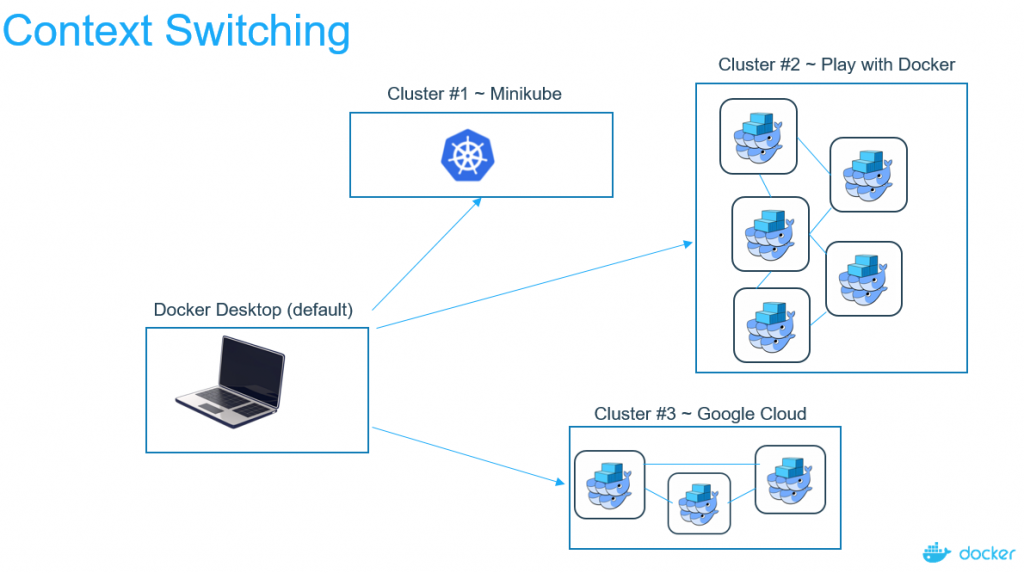 Context Switching
Cluster #2 ~ Play with Docker
Cluster #1 ~ Minikube
Docker Desktop (default)
Cluster #3 ~ Google Cloud
docker